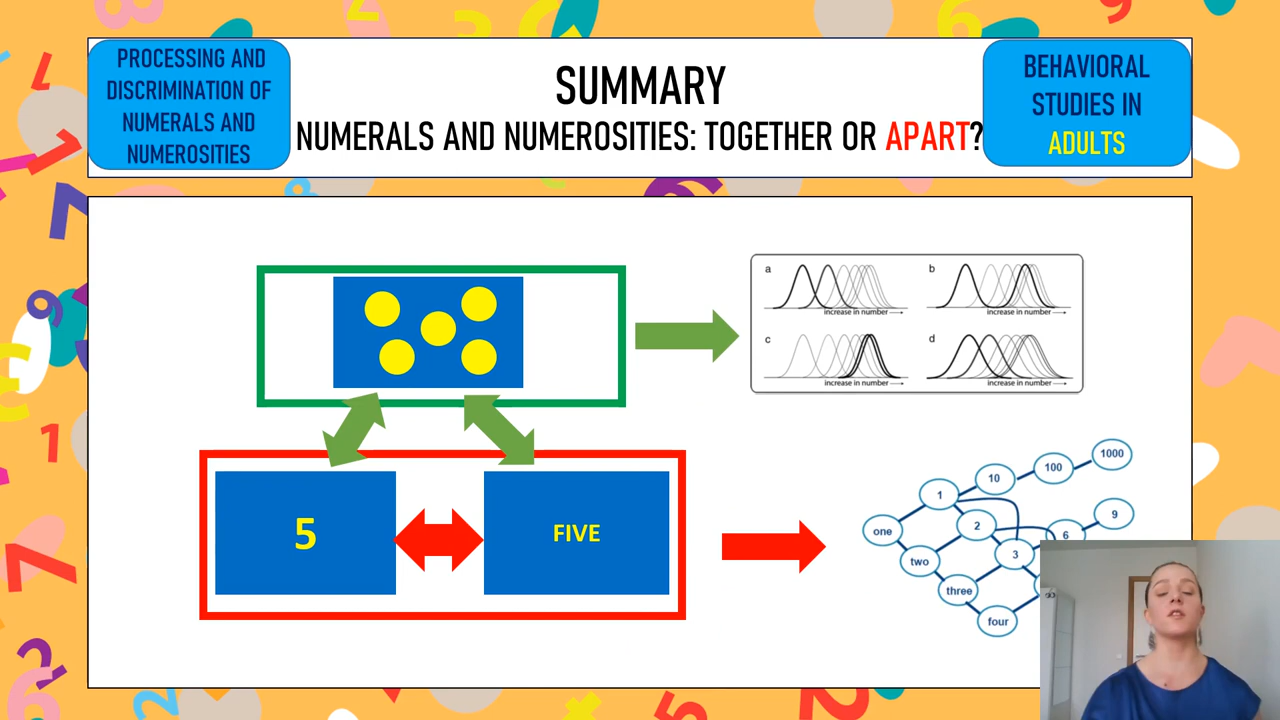 PROCESSING AND
DISCRIMINATION OF
NUMERALS AND
NUMEROSITIES
SUMMARY
NUMERALS AND NUMEROSITIES: TOGETHER OR APART?
BEHAVIORAL
STUDIES IN
ADULTS
a
increase in number
b
increase in number
c
increase in number
d
increase in number
5
FIVE
1000
100
10
1
9
2
6
one
3
two
three
four